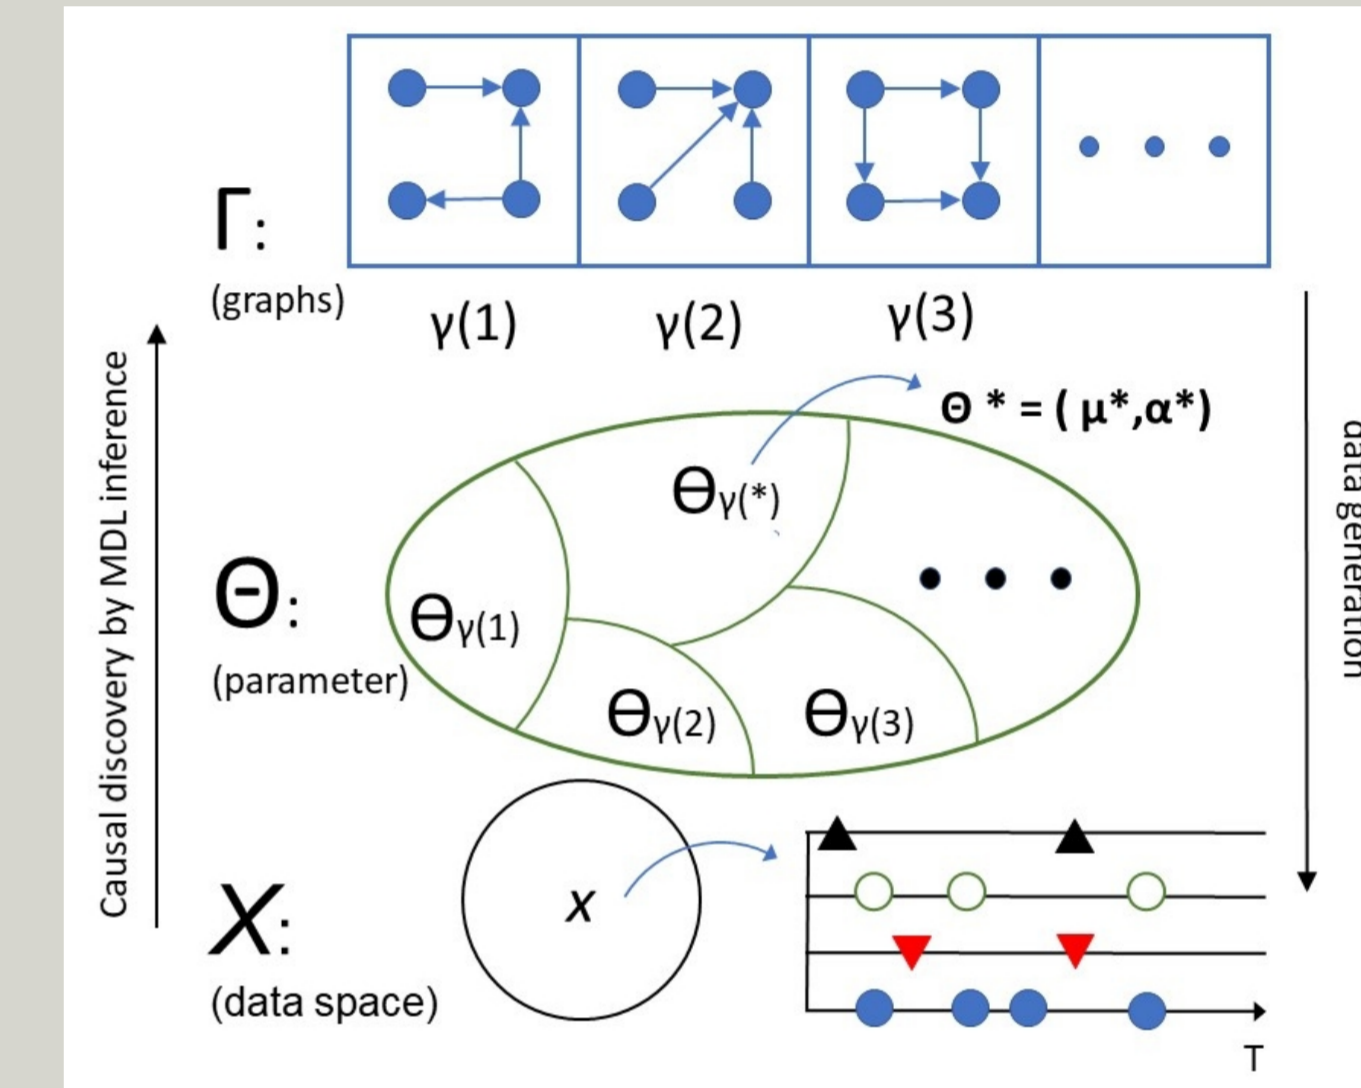 Γ:
(graphs)
γ(1)
γ(2)
γ(3)
Causal discovery by MDL inference
data generation
Θ * = ( μ*,α*)
Θγ(*)
Θ:
(parameter)
Θγ(1)
Θγ(2)
Θγ(3)
X:
(data space)
x
T